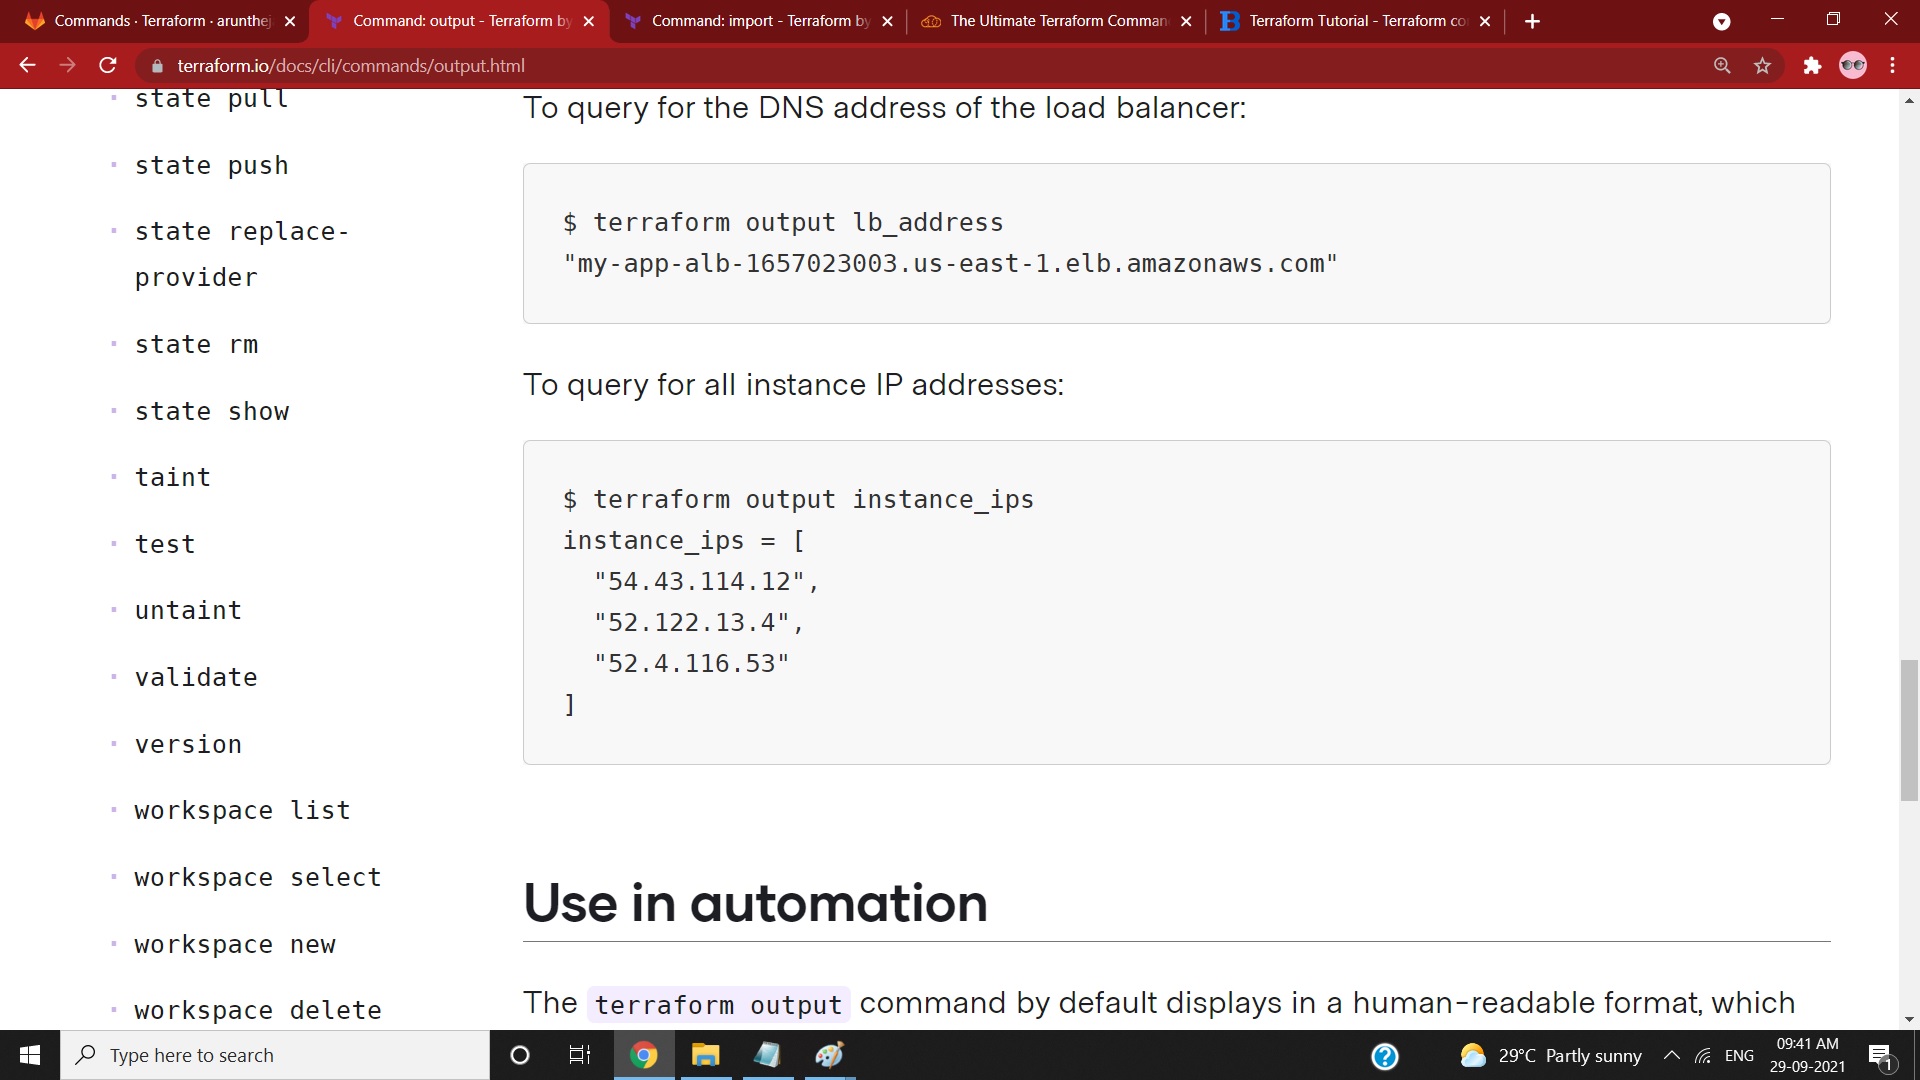 Commands · Terraform · arunthej
Command: output - Terraform by
Command: import - Terraform by
The Ultimate Terraform Comman
Terraform Tutorial - Terraform co
terraform.io/docs/cli/commands/output.html
state pull
state push
state replace-
provider
state rm
state show
taint
test
untaint
validate
version
workspace list
workspace select
workspace new
workspace delete
To query for the DNS address of the load balancer:
$ terraform output lb_address
"my-app-alb-1657023003.us-east-1.elb.amazonaws.com"
To query for all instance IP addresses:
$ terraform output instance_ips
instance_ips = [
"54.43.114.12",
"52.122.13.4",
"52.4.116.53"
]
Use in automation
The terraform output command by default displays in a human-readable format, which
Type here to search
29°C Partly sunny
ENG
09:41 AM
29-09-2021
1